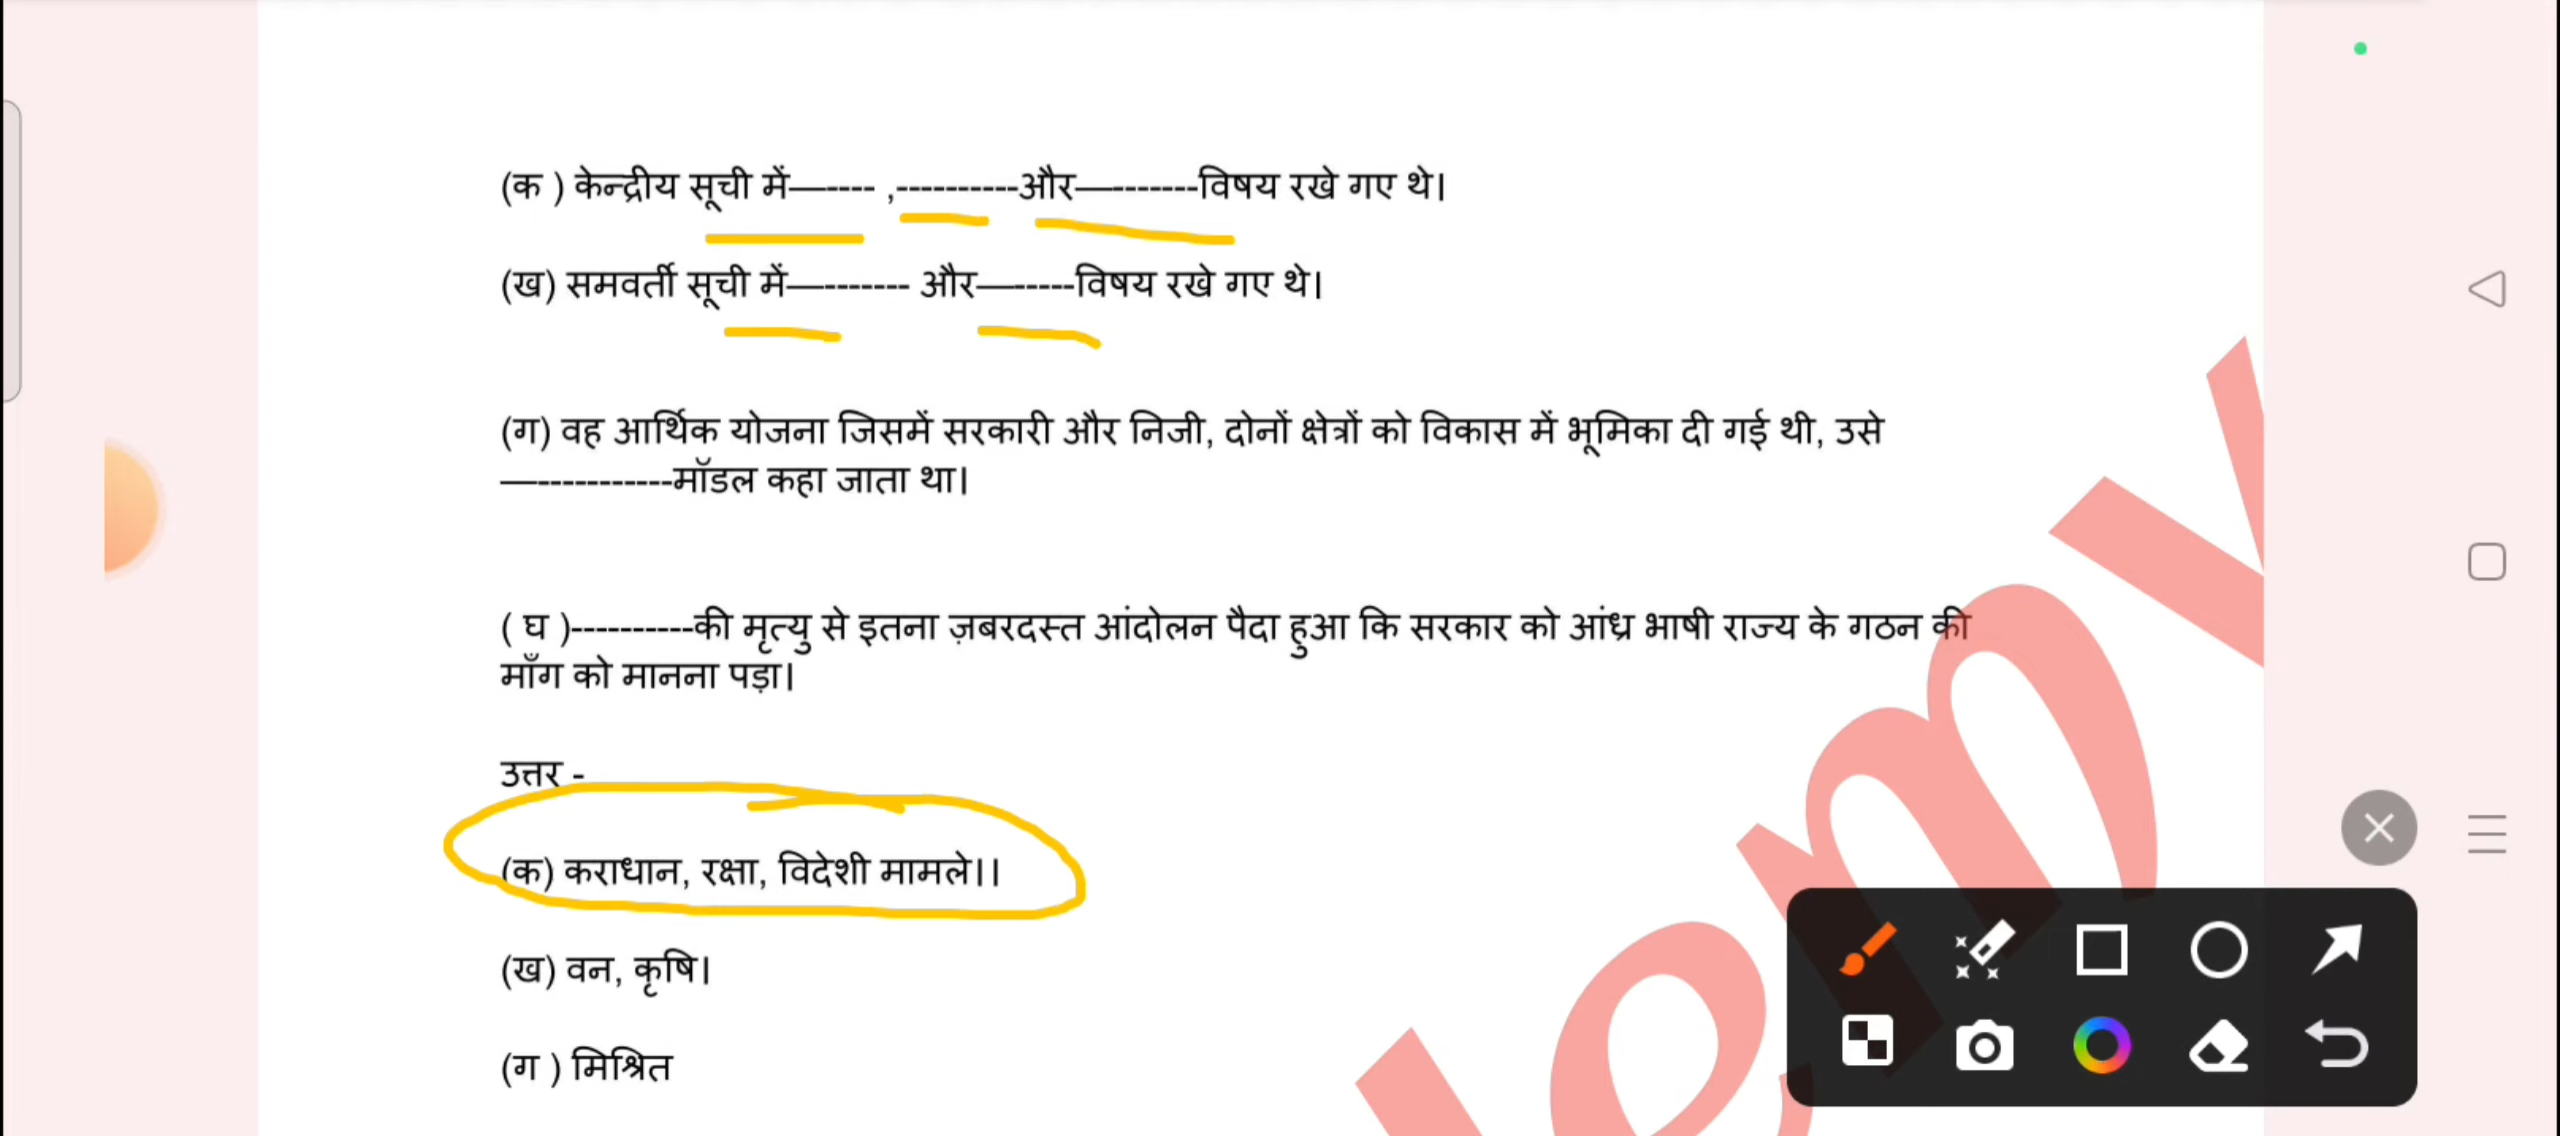 (क ) केन्द्रीय सूची में—---- ,----------और—-------विषय रखे गए थे।
(ख) समवर्ती सूची में—------- और—-----विषय रखे गए थे।
(ग) वह आर्थिक योजना जिसमें सरकारी और निजी, दोनों क्षेत्रों को विकास में भूमिका दी गई थी, उसे
—-----------मॉडल कहा जाता था।
( घ )----------की मृत्यु से इतना ज़बरदस्त आंदोलन पैदा हुआ कि सरकार को आंध्र भाषी राज्य के गठन की
माँग को मानना पड़ा।
उत्तर -
(क) कराधान, रक्षा, विदेशी मामले।।
(ख) वन, कृषि।
(ग ) मिश्रित
emy